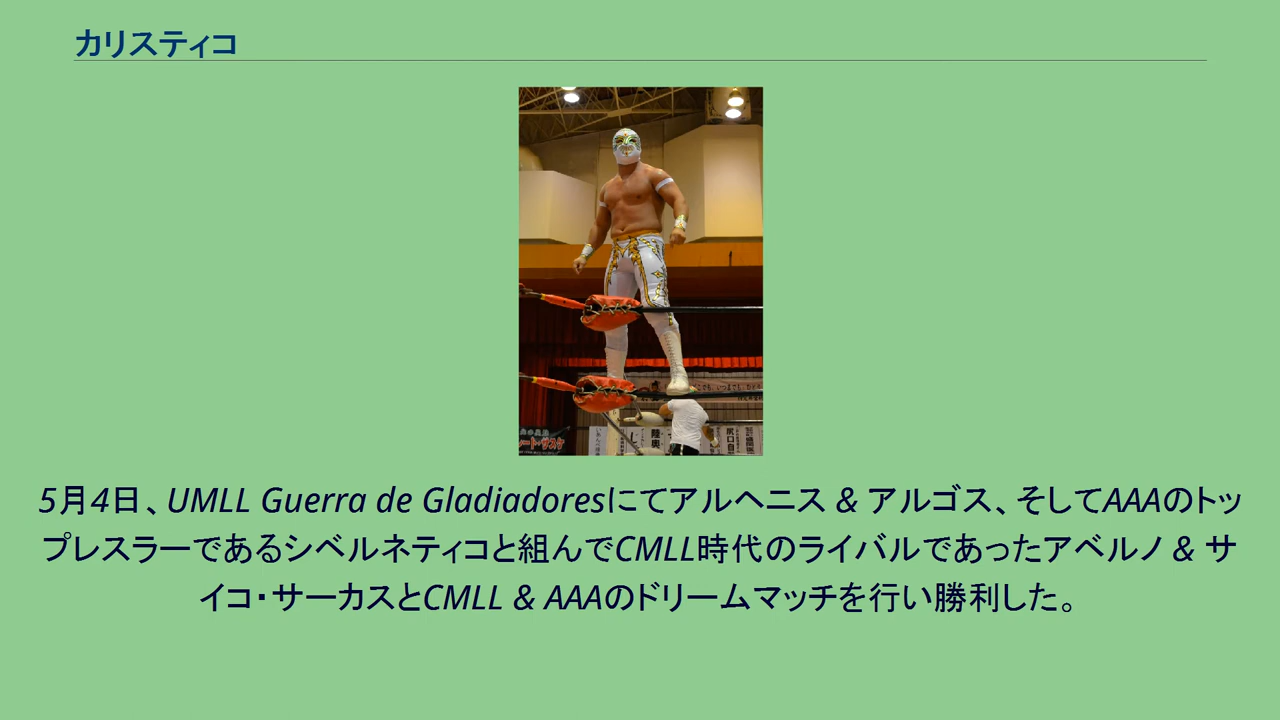 カリスティコ
陸奥
尻口自
5月4日、UMLL Guerra de Gladiadoresにてアルヘニス & アルゴス、そしてAAAのトッ
プレスラーであるシベルネティコと組んでCMLL時代のライバルであったアベルノ & サ
イコ・サーカスとCMLL & AAAのドリームマッチを行い勝利した。